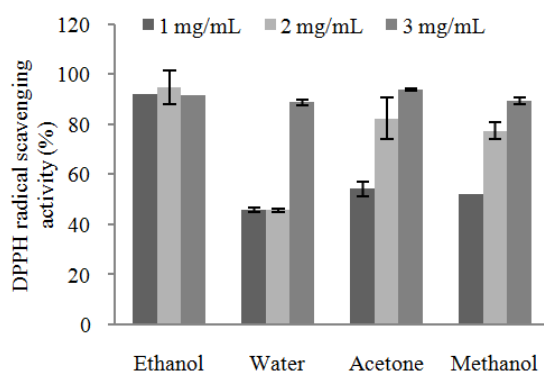 120
1 mg/mL 2 mg/mL 3 mg/mL
100
80
60
40
20
0
DPPH radical scavenging
activity (%)
Ethanol Water Acetone Methanol